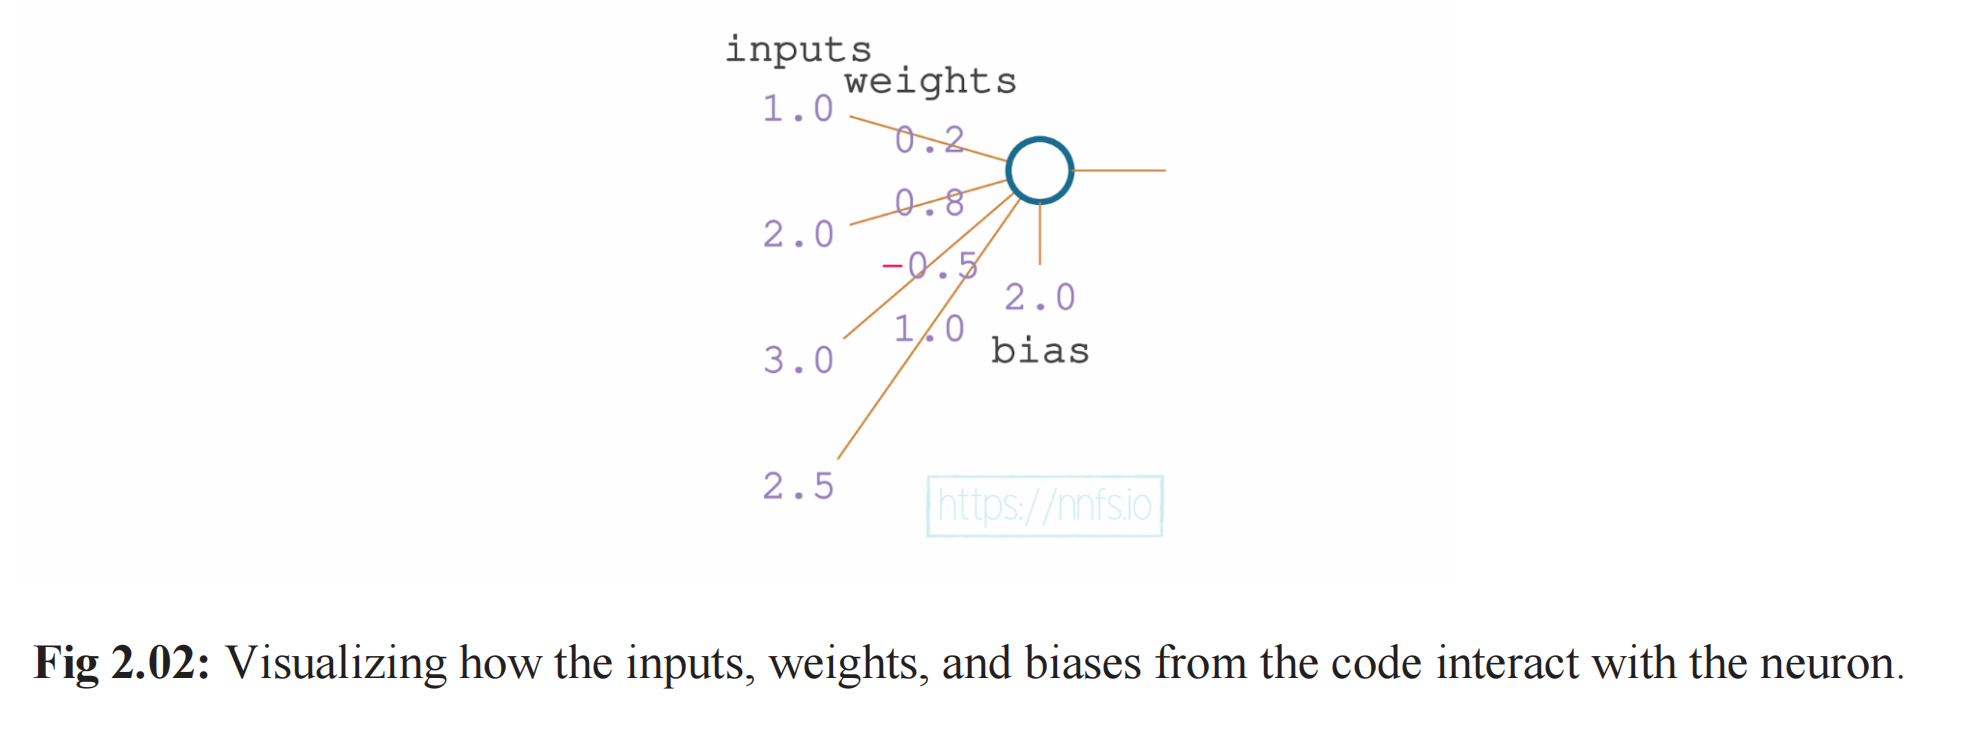 inputs
weights
1.0
0.2
2.0
0.8
3.0
-0.5
2.5
1.0
2.0
bias
https://nnfs.io
Fig 2.02: Visualizing how the inputs, weights, and biases from the code interact with the neuron.